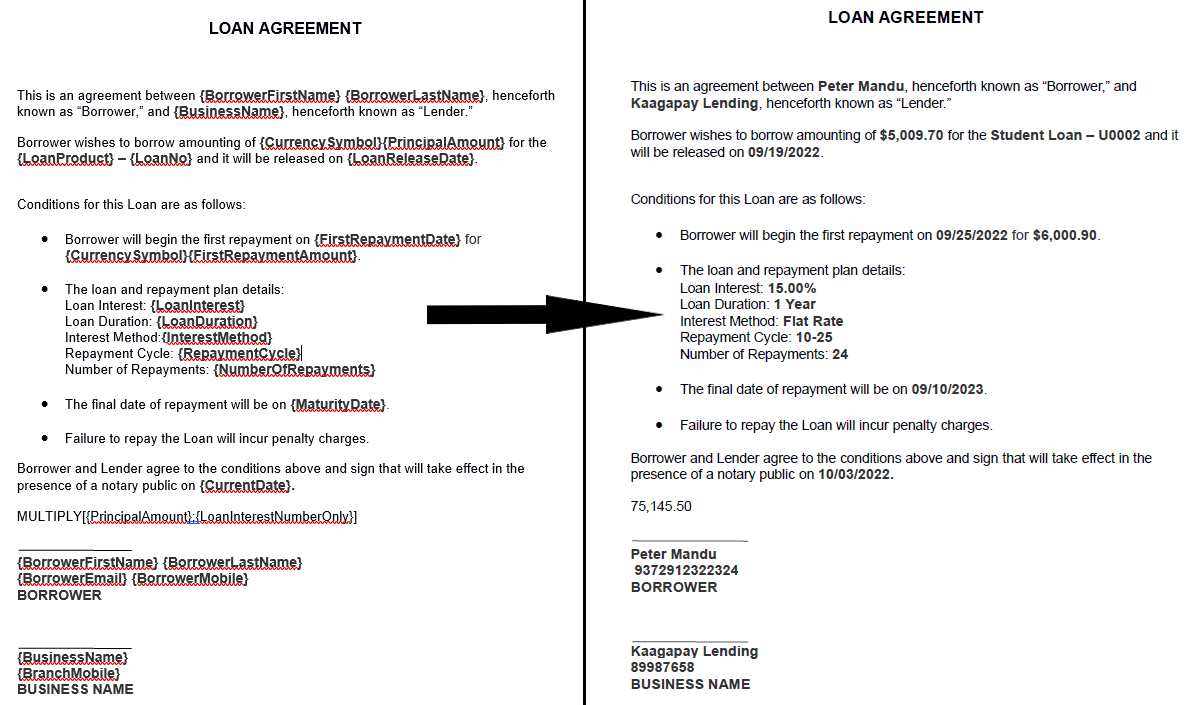 LOAN AGREEMENT
This is an agreement between {BorrowerFirstName} {BorrowerLastName}, henceforth
known as “Borrower,” and {BusinessName}, henceforth known as “Lender.”
Borrower wishes to borrow amounting of {CurrencySymbol}{PrincipalAmount} for the
{LoanProduct} – {LoanNo} and it will be released on {LoanReleaseDate}.
Conditions for this Loan are as follows:
• Borrower will begin the first repayment on {FirstRepaymentDate} for
{CurrencySymbol}{FirstRepaymentAmount}.
• The loan and repayment plan details:
Loan Interest: {LoanInterest}
Loan Duration: {LoanDuration}
Interest Method:{InterestMethod}
Repayment Cycle: {RepaymentCycle}
Number of Repayments: {NumberOfRepayments}
• The final date of repayment will be on {MaturityDate}.
• Failure to repay the Loan will incur penalty charges.
Borrower and Lender agree to the conditions above and sign that will take effect in the
presence of a notary public on {CurrentDate}.
MULTIPLY[{PrincipalAmount};{LoanInterestNumberOnly}]
{BorrowerFirstName} {BorrowerLastName}
{BorrowerEmail} {BorrowerMobile}
BORROWER
{BusinessName}
{BranchMobile}
BUSINESS NAME
LOAN AGREEMENT
This is an agreement between Peter Mandu, henceforth known as “Borrower,” and
Kaagapay Lending, henceforth known as “Lender.”
Borrower wishes to borrow amounting of $5,009.70 for the Student Loan – U0002 and it
will be released on 09/19/2022.
Conditions for this Loan are as follows:
• Borrower will begin the first repayment on 09/25/2022 for $6,000.90.
• The loan and repayment plan details:
Loan Interest: 15.00%
Loan Duration: 1 Year
Interest Method: Flat Rate
Repayment Cycle: 10-25
Number of Repayments: 24
• The final date of repayment will be on 09/10/2023.
• Failure to repay the Loan will incur penalty charges.
Borrower and Lender agree to the conditions above and sign that will take effect in the
presence of a notary public on 10/03/2022.
75,145.50
Peter Mandu
9372912322324
BORROWER
Kaagapay Lending
89987658
BUSINESS NAME